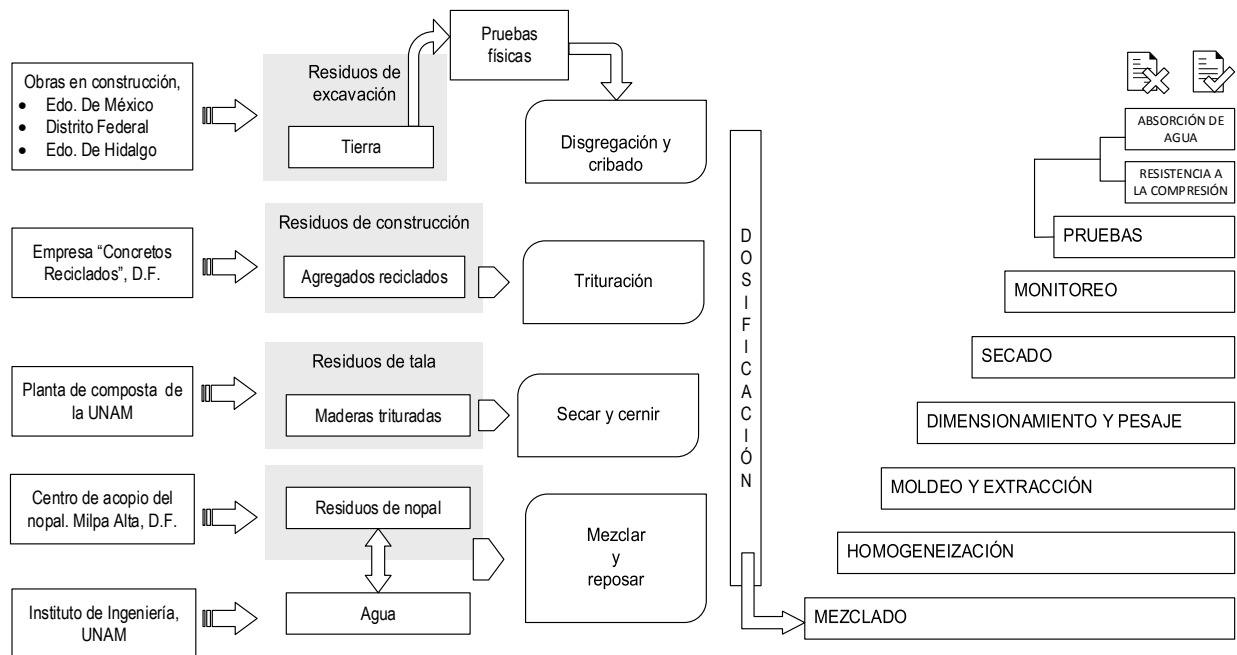 Obras en construcción,
• Edo. De México
• Distrito Federal
• Edo. De Hidalgo
Residuos de
excavación
Tierra
Pruebas
físicas
Disgregación y
cribado
Empresa “Concretos
Reciclados”, D.F.
Residuos de construcción
Agregados reciclados
Trituración
Planta de composta de
la UNAM
Residuos de tala
Maderas trituradas
Secar y cernir
Centro de acopio del
nopal. Milpa Alta, D.F.
Residuos de nopal
Mezclar
y
reposar
Instituto de Ingeniería,
UNAM
Agua
D
O
S
I
F
I
C
A
C
I
Ó
N
ABSORCIÓN DE
AGUA
RESISTENCIA A
LA COMPRESIÓN
PRUEBAS
MONITOREO
SECADO
DIMENSIONAMIENTO Y PESAJE
MOLDEO Y EXTRACCIÓN
HOMOGENEIZACIÓN
MEZCLADO